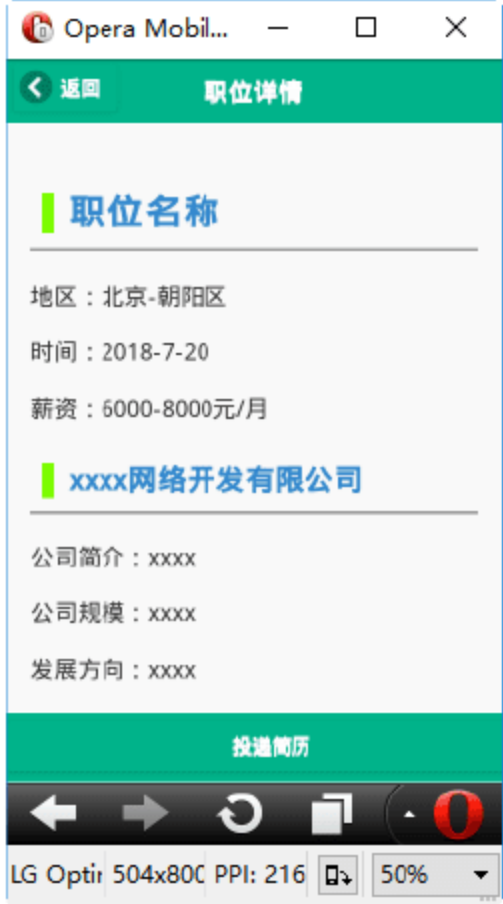 Opera Mobil...
返回
职位详情
职位名称
地区：北京-朝阳区
时间：2018-7-20
薪资：6000-8000元/月
xxxx网络开发有限公司
公司简介：xxxx
公司规模：xxxx
发展方向：xxxx
投递简历
LG Optir 504x800 PPI: 216 50%